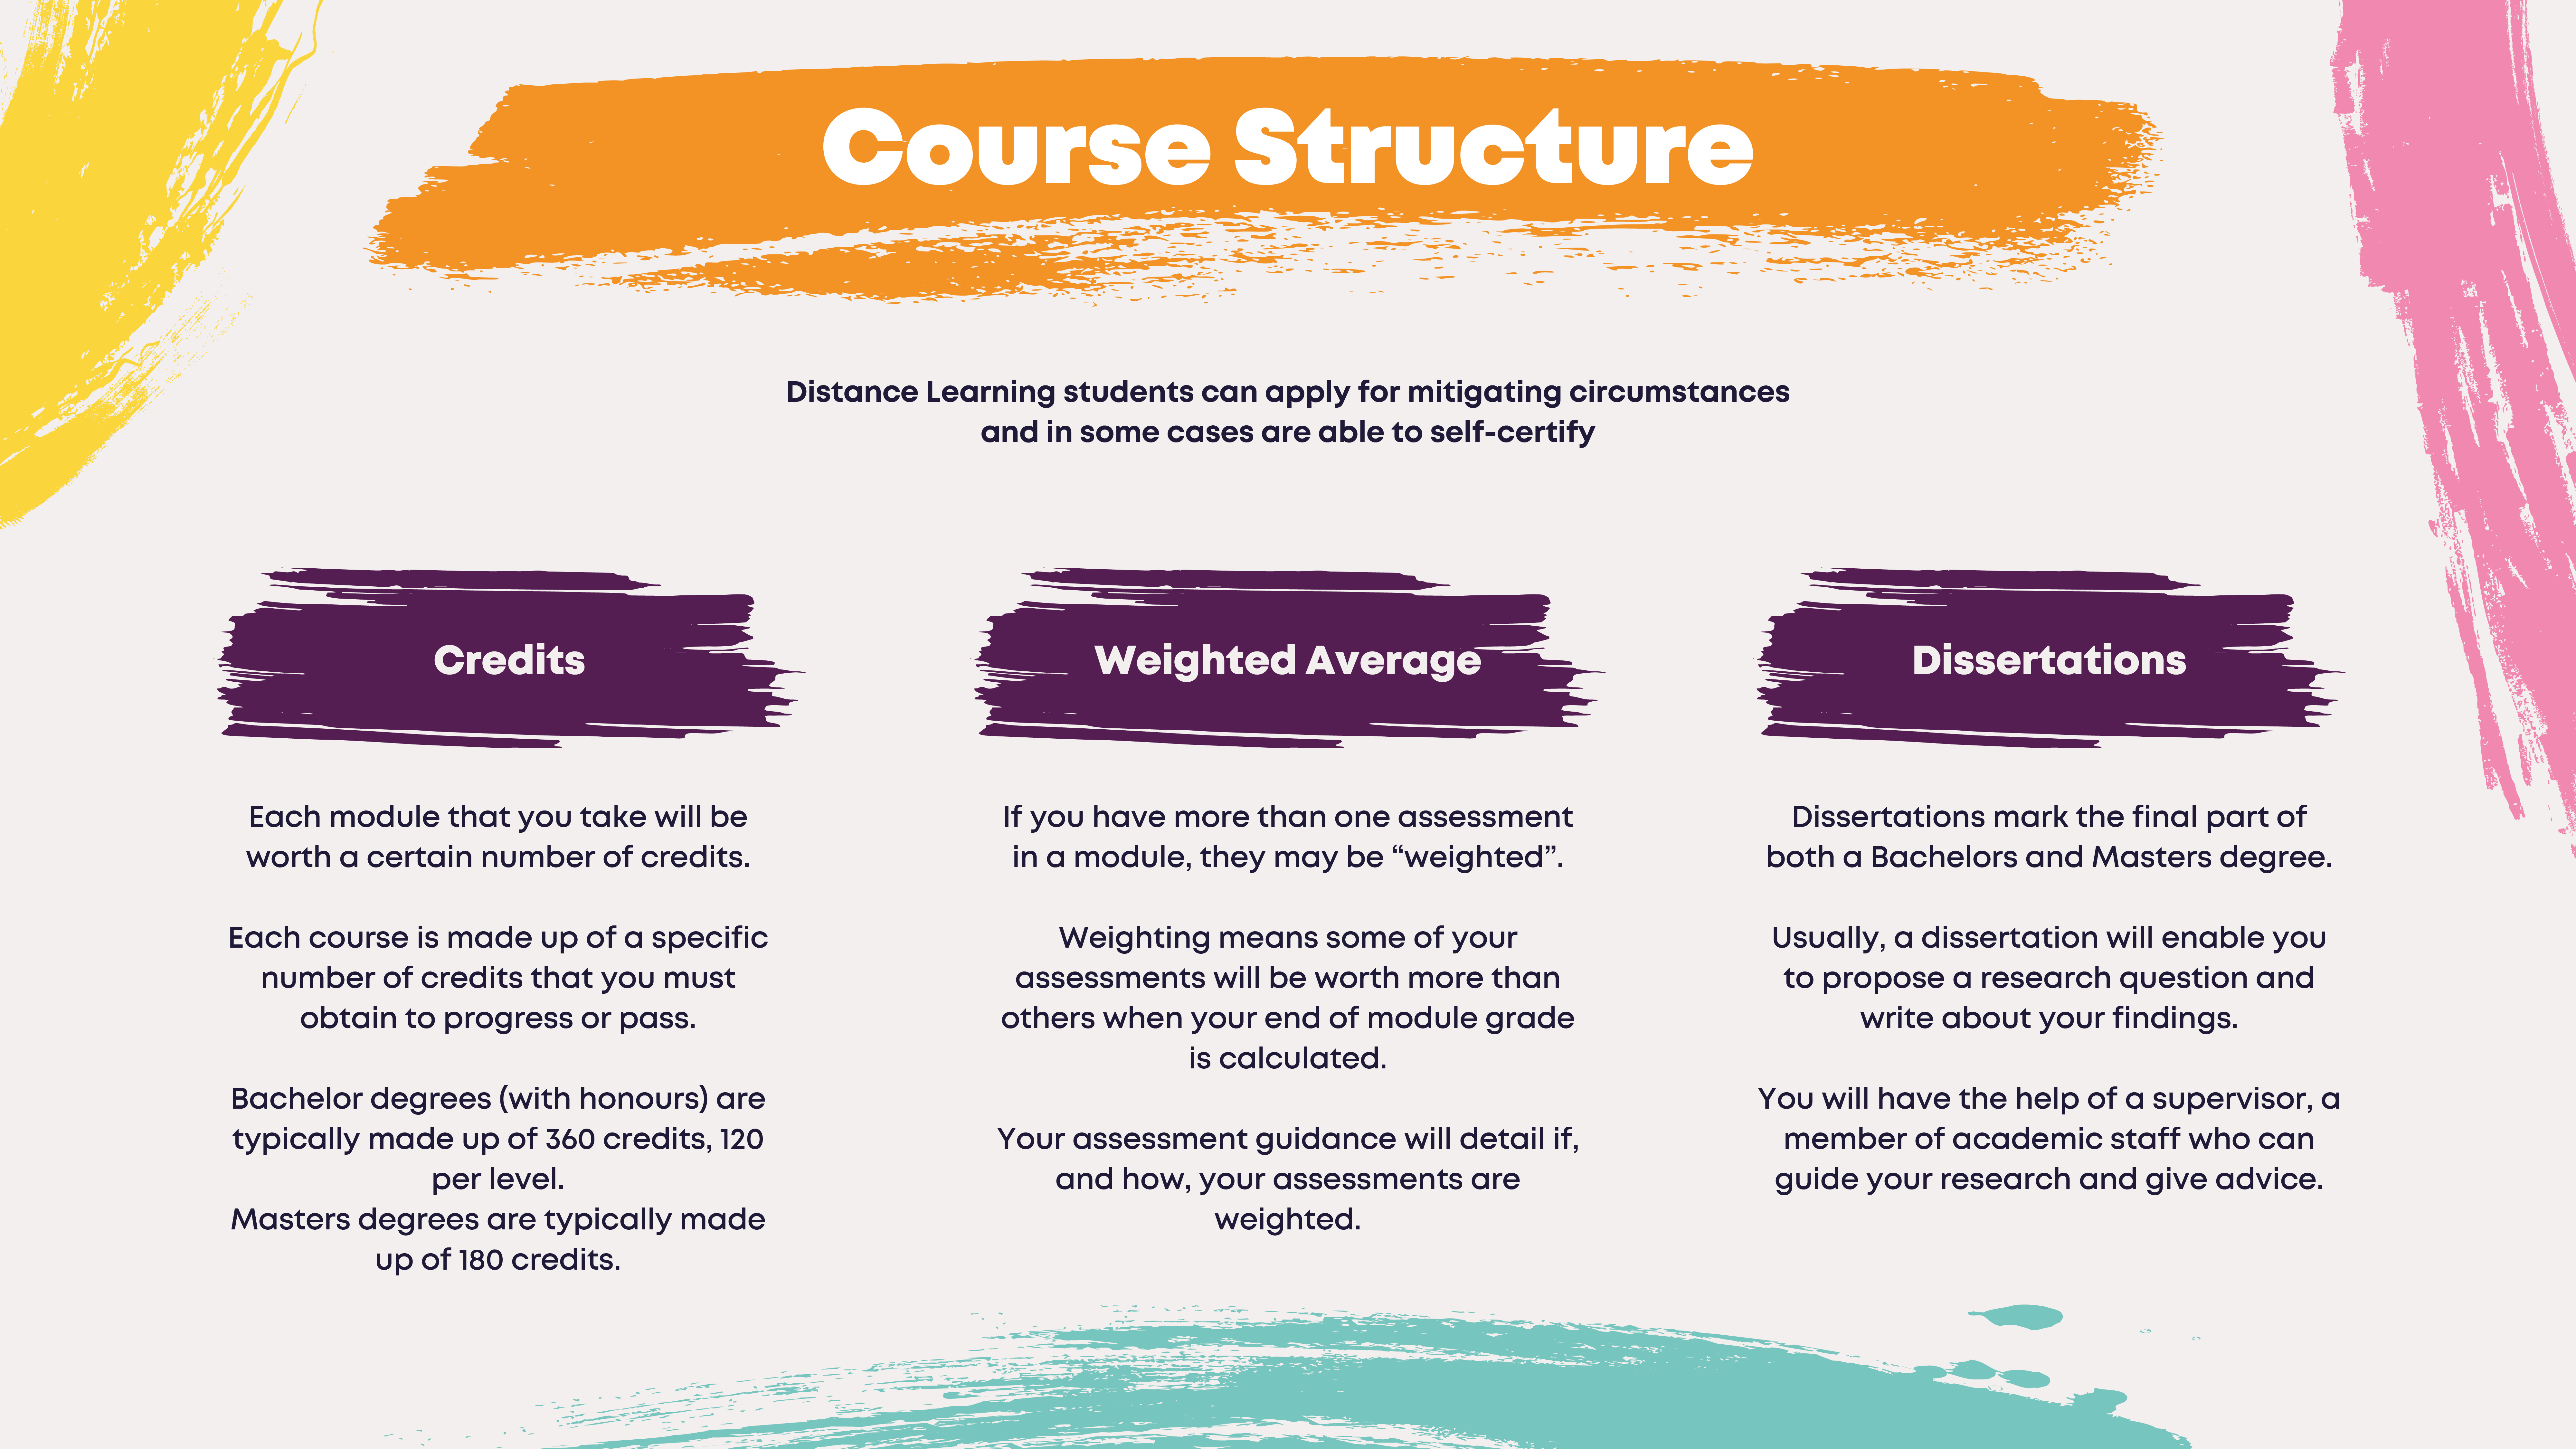 Course Structure
Distance Learning students can apply for mitigating circumstances
and in some cases are able to self-certify
Credits
Each module that you take will be
worth a certain number of credits.
Each course is made up of a specific
number of credits that you must
obtain to progress or pass.
Bachelor degrees (with honours) are
typically made up of 360 credits, 120
per level.
Masters degrees are typically made
up of 180 credits.
Weighted Average
If you have more than one assessment
in a module, they may be “weighted”.
Weighting means some of your
assessments will be worth more than
others when your end of module grade
is calculated.
Your assessment guidance will detail if,
and how, your assessments are
weighted.
Dissertations
Dissertations mark the final part of
both a Bachelors and Masters degree.
Usually, a dissertation will enable you
to propose a research question and
write about your findings.
You will have the help of a supervisor, a
member of academic staff who can
guide your research and give advice.